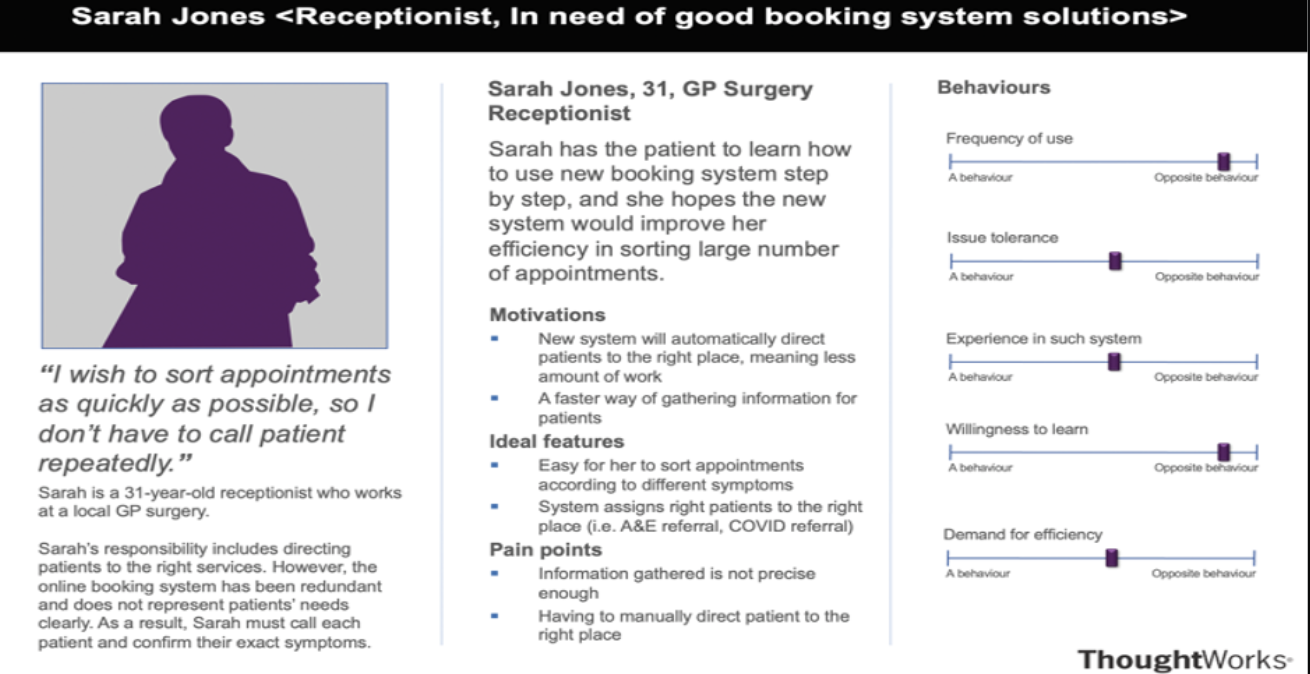 Sarah Jones <Receptionist, In need of good booking system solutions>
“I wish to sort appointments
as quickly as possible, so I
don’t have to call patient
repeatedly.”
Sarah is a 31-year-old receptionist who works
at a local GP surgery.
Sarah’s responsibility includes directing
patients to the right services. However, the
online booking system has been redundant
and does not represent patients’ needs
clearly. As a result, Sarah must call each
patient and confirm their exact symptoms.
Sarah Jones, 31, GP Surgery
Receptionist
Sarah has the patient to learn how
to use new booking system step
by step, and she hopes the new
system would improve her
efficiency in sorting large number
of appointments.
Motivations
New system will automatically direct
patients to the right place, meaning less
amount of work
A faster way of gathering information for
patients
Ideal features
Easy for her to sort appointments
according to different symptoms
System assigns right patients to the right
place (i.e. A&E referral, COVID referral)
Pain points
Information gathered is not precise
enough
Having to manually direct patient to the
right place
Behaviours
Frequency of use
A behaviour Opposite behaviour
Issue tolerance
A behaviour Opposite behaviour
Experience in such system
A behaviour Opposite behaviour
Willingness to learn
A behaviour Opposite behaviour
Demand for efficiency
A behaviour Opposite behaviour
ThoughtWorks